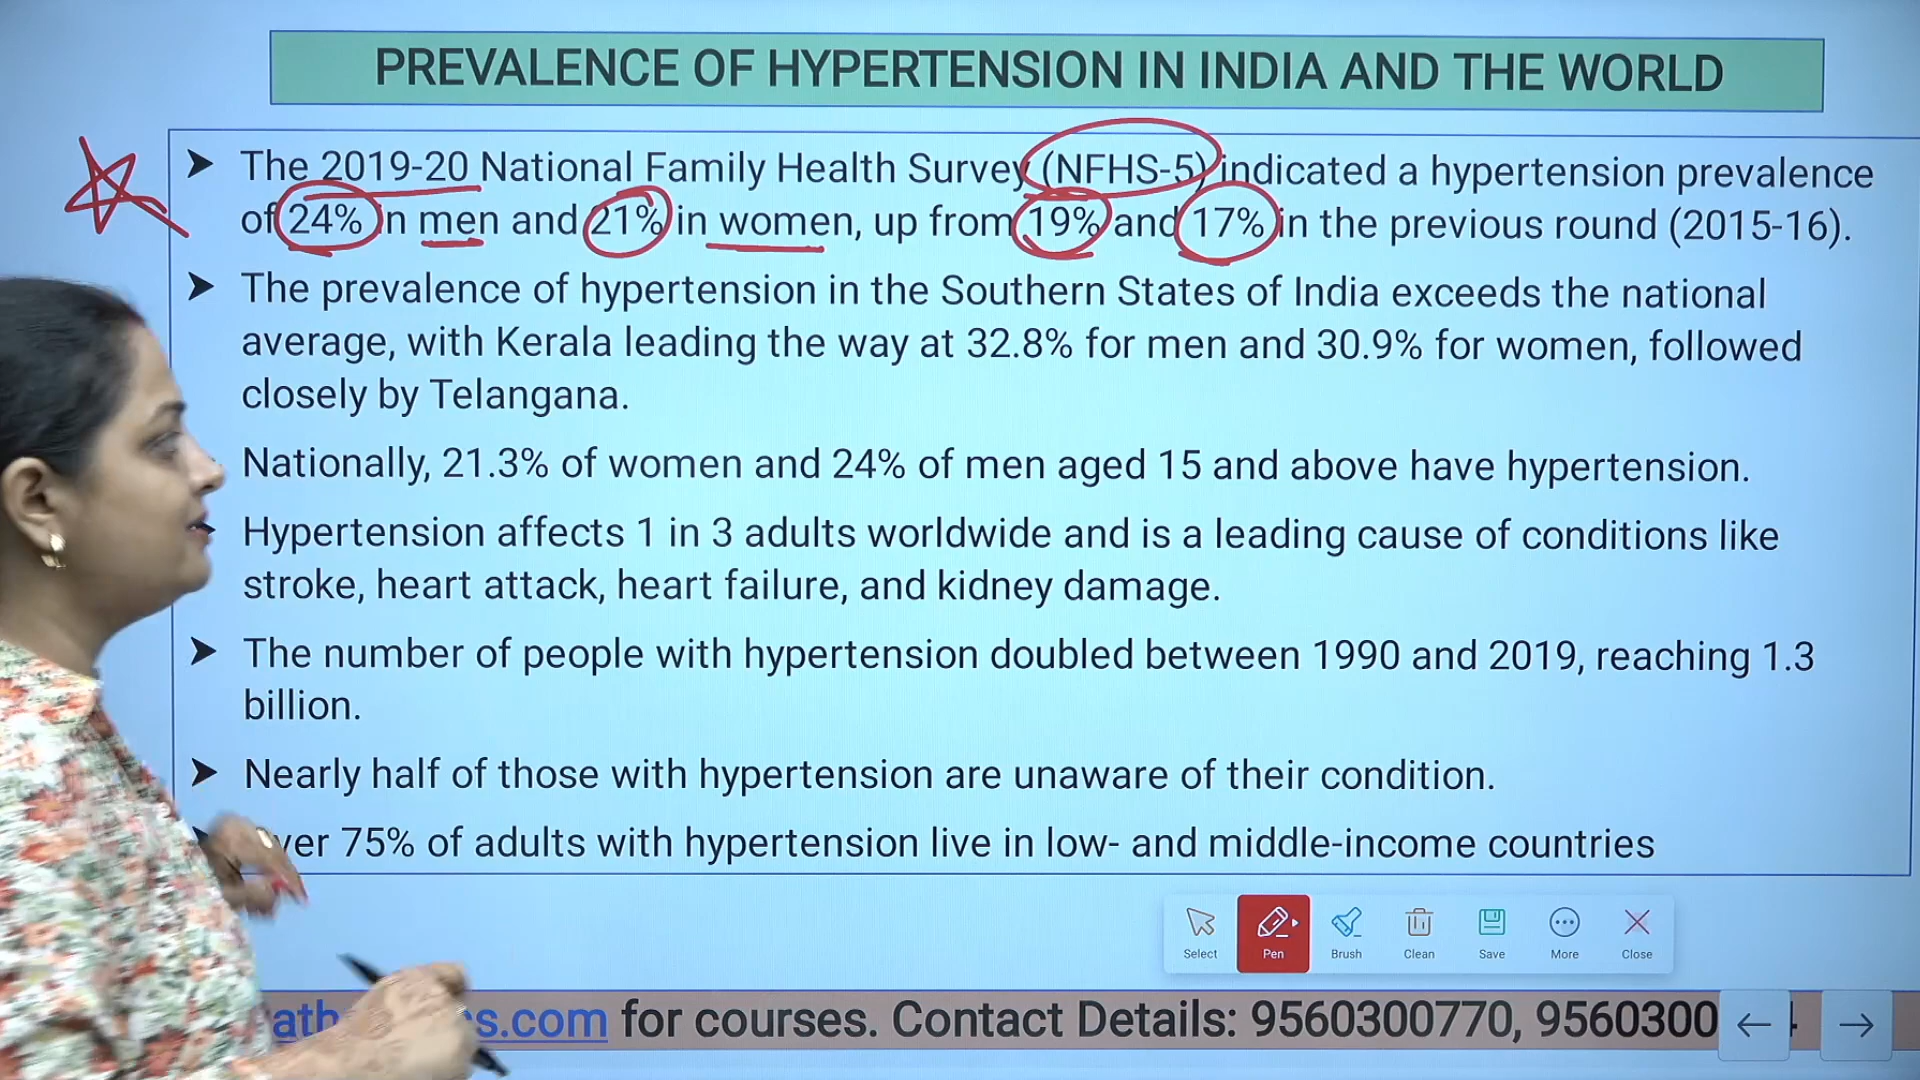 PREVALENCE OF HYPERTENSION IN INDIA AND THE WORLD
➤ The 2019-20 National Family Health Survey (NFHS-5) indicated a hypertension prevalence
of 24% in men and 21% in women, up from 19% and 17% in the previous round (2015-16).
➤ The prevalence of hypertension in the Southern States of India exceeds the national
average, with Kerala leading the way at 32.8% for men and 30.9% for women, followed
closely by Telangana.
Nationally, 21.3% of women and 24% of men aged 15 and above have hypertension.
Hypertension affects 1 in 3 adults worldwide and is a leading cause of conditions like
stroke, heart attack, heart failure, and kidney damage.
➤ The number of people with hypertension doubled between 1990 and 2019, reaching 1.3
billion.
➤ Nearly half of those with hypertension are unaware of their condition.
75% of adults with hypertension live in low- and middle-income countries
Select Pen Brush Clean Save More Close
for courses. Contact Details: 9560300770, 9560300